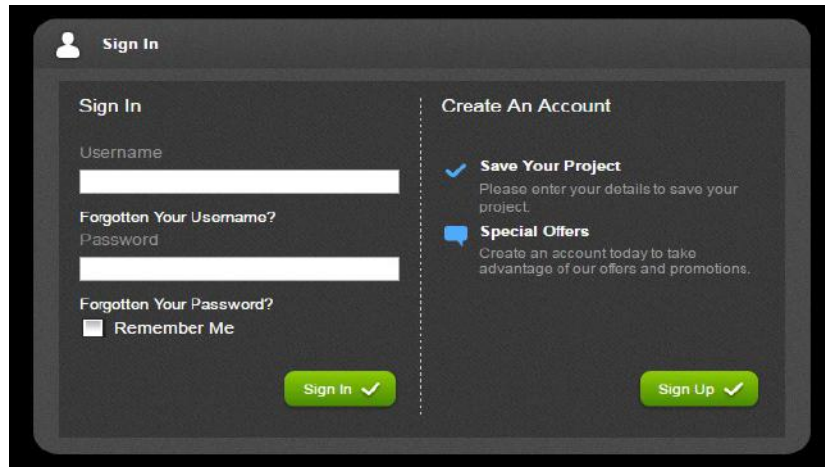 Sign In
Sign In
Username
Forgotten Your Username?
Password
Forgotten Your Password?
Remember Me
Sign In
Create An Account
Save Your Project
Please enter your details to save your
project.
Special Offers
Create an account today to take
advantage of our offers and promotions.
Sign Up